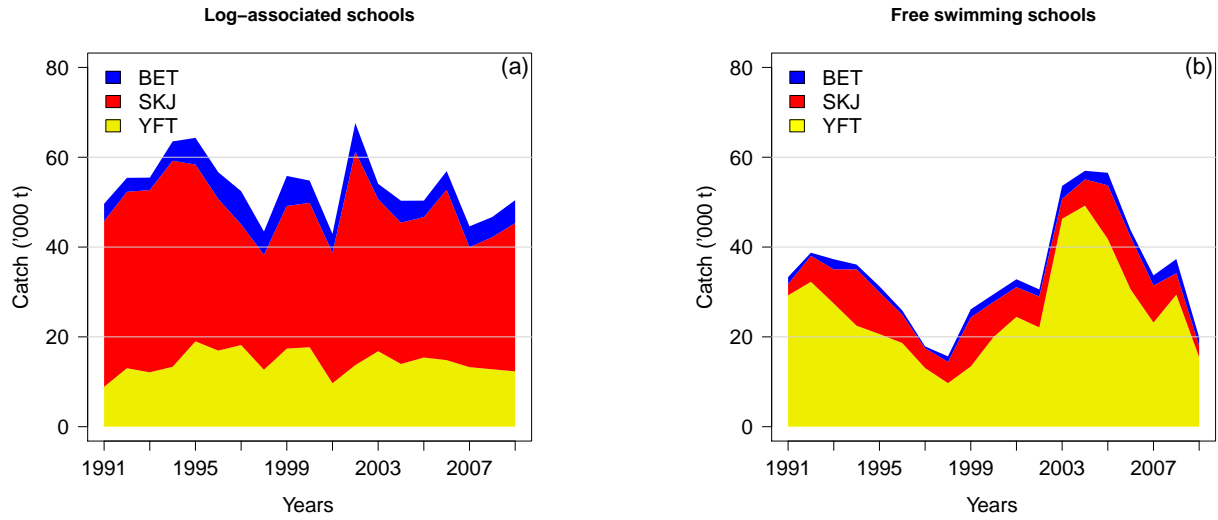 Log−associated schools
(a)
BET
SKJ
YFT
80
60
40
20
0
Catch ('000 t)
1991 1995 1999 2003 2007
Years
Free swimming schools
(b)
BET
SKJ
YFT
80
60
40
20
0
Catch ('000 t)
1991 1995 1999 2003 2007
Years